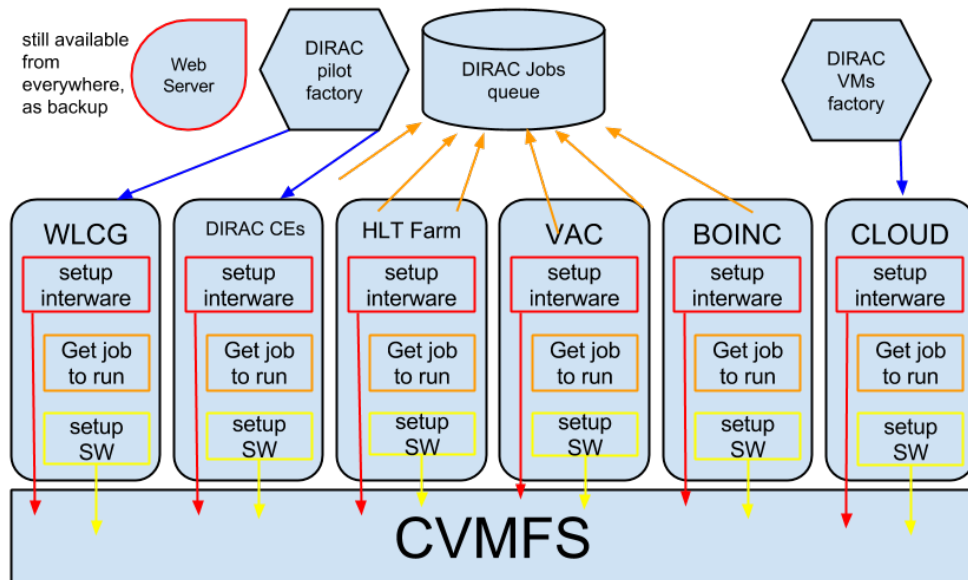 still available
from
everywhere,
as backup
Web
Server
DIRAC
pilot
factory
DIRAC Jobs
queue
DIRAC
VMs
factory
WLCG
setup
interware
Get job
to run
setup
SW
DIRAC CEs
setup
interware
Get job
to run
setup
SW
HLT Farm
setup
interware
Get job
to run
setup
SW
VAC
setup
interware
Get job
to run
setup
SW
BOINC
setup
interware
Get job
to run
setup
SW
CLOUD
setup
interware
Get job
to run
setup
SW
CVMFS